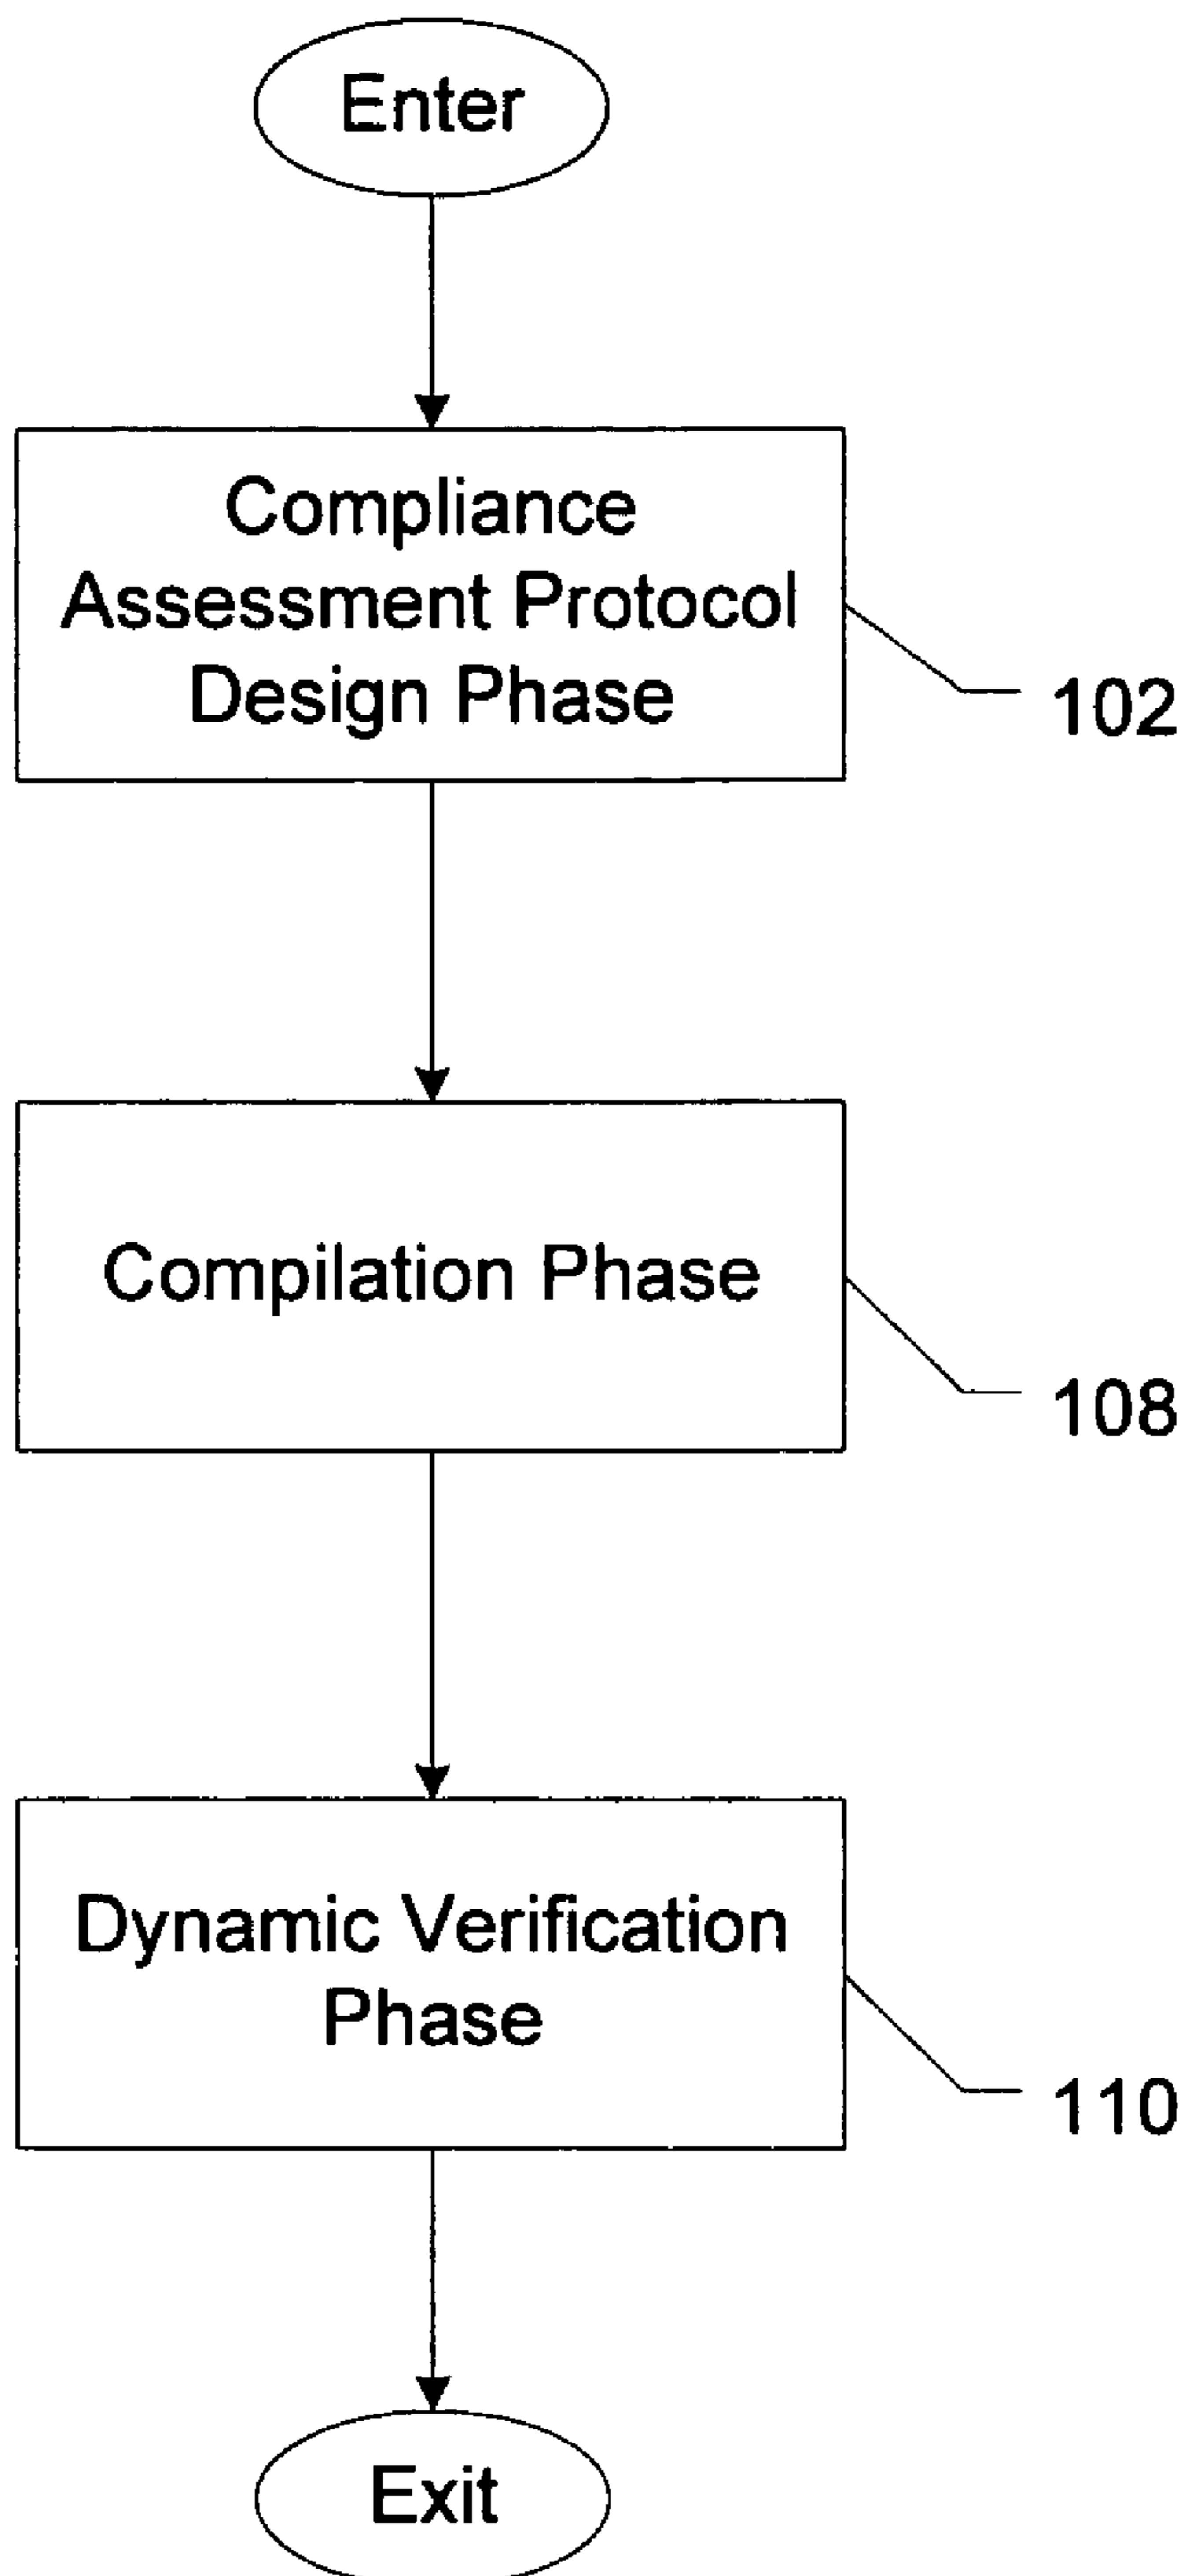 Enter
Compliance
Assessment Protocol
Design Phase
102
Compilation Phase
108
Dynamic Verification
Phase
110
Exit